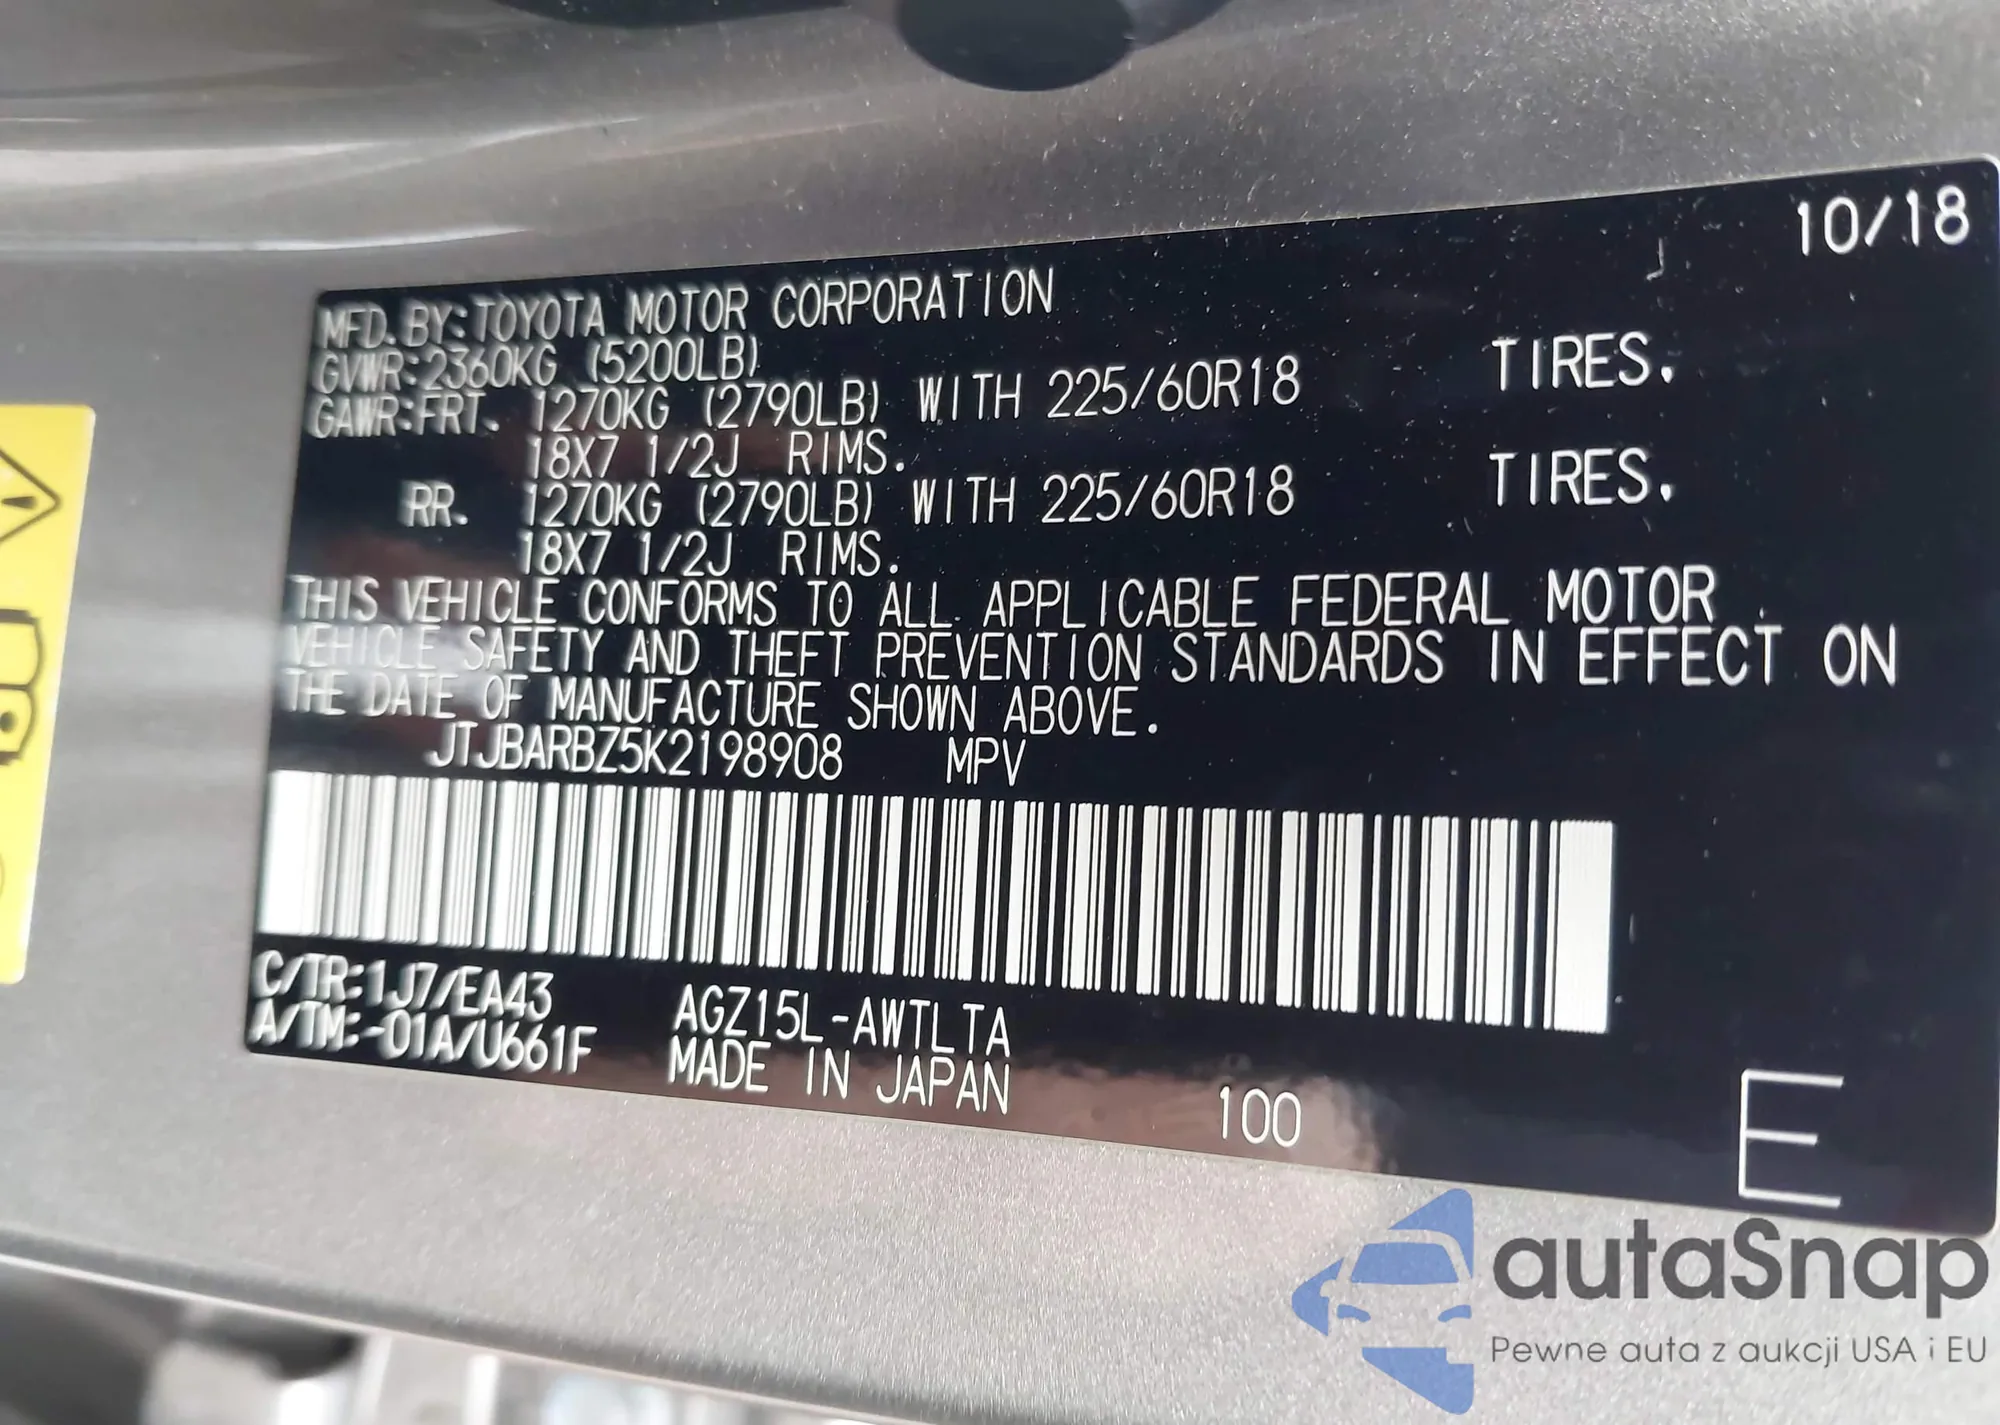 10/18
MFD. BY: TOYOTA MOTOR CORPORATION
GVWR: 2360KG (5200LB)
GAWR: FRT. 1270KG (2790LB) WITH 225/60R18 TIRES.
18X7 1/2J RIMS.
RR. 1270KG (2790LB) WITH 225/60R18 TIRES.
18X7 1/2J RIMS.
THIS VEHICLE CONFORMS TO ALL APPLICABLE FEDERAL MOTOR
VEHICLE SAFETY AND THEFT PREVENTION STANDARDS IN EFFECT ON
THE DATE OF MANUFACTURE SHOWN ABOVE.
JTJBARBZ5K2198908 MPV
C/TR: 1J7/EA43 AGZ15L-AWTLTA
A/TM: -01A/U661F MADE IN JAPAN
100
E
autaSnap
Pewne auta z aukcji USA i EU